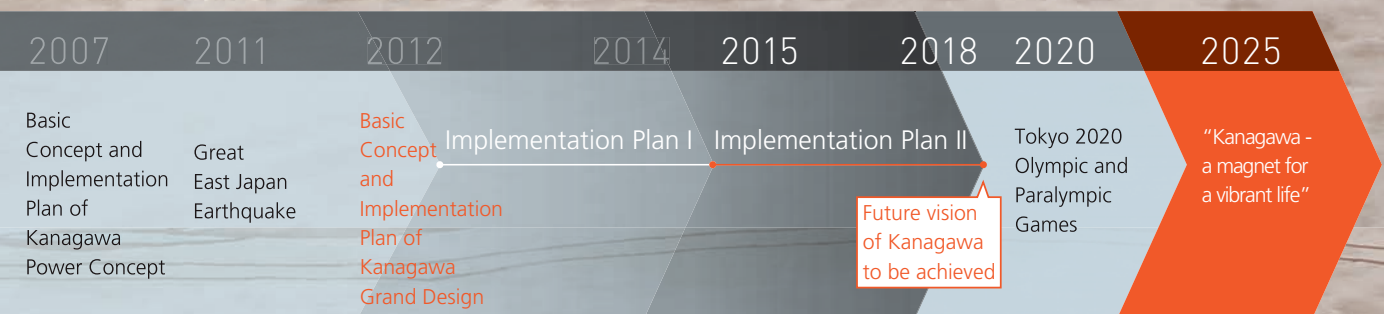 2007
2011
2012
2014
2015
2018
2020
2025
Basic
Concept and
Implementation
Plan of
Kanagawa
Power Concept
Great
East Japan
Earthquake
Basic
Concept
and
Implementation
Plan of
Kanagawa
Grand Design
Implementation Plan I
Implementation Plan II
Future vision
of Kanagawa
to be achieved
Tokyo 2020
Olympic and
Paralympic
Games
“Kanagawa -
a magnet for
a vibrant life”